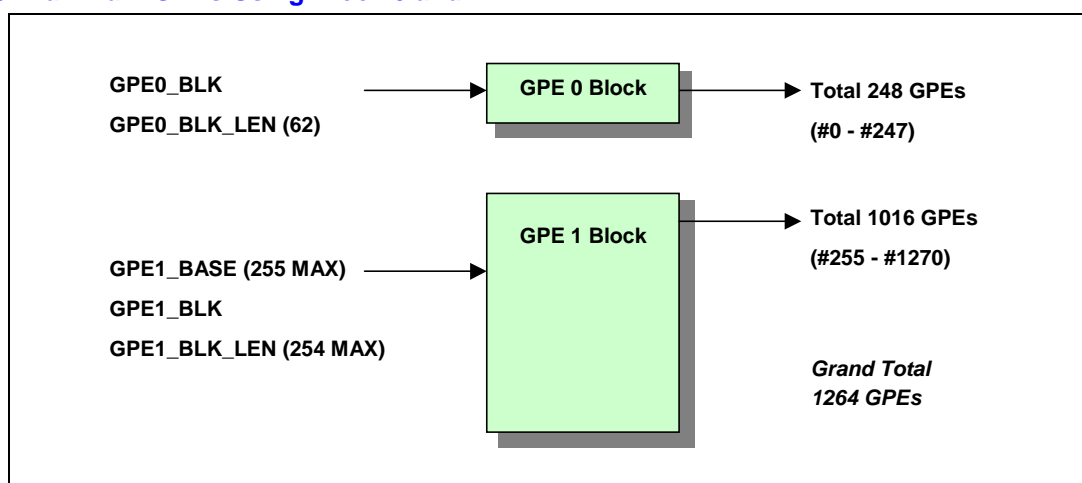 GPE0_BLK
GPE0_BLK_LEN (62)
GPE 0 Block
Total 248 GPEs
(#0 - #247)
GPE1_BASE (255 MAX)
GPE1_BLK
GPE1_BLK_LEN (254 MAX)
GPE 1 Block
Total 1016 GPEs
(#255 - #1270)
Grand Total
1264 GPEs